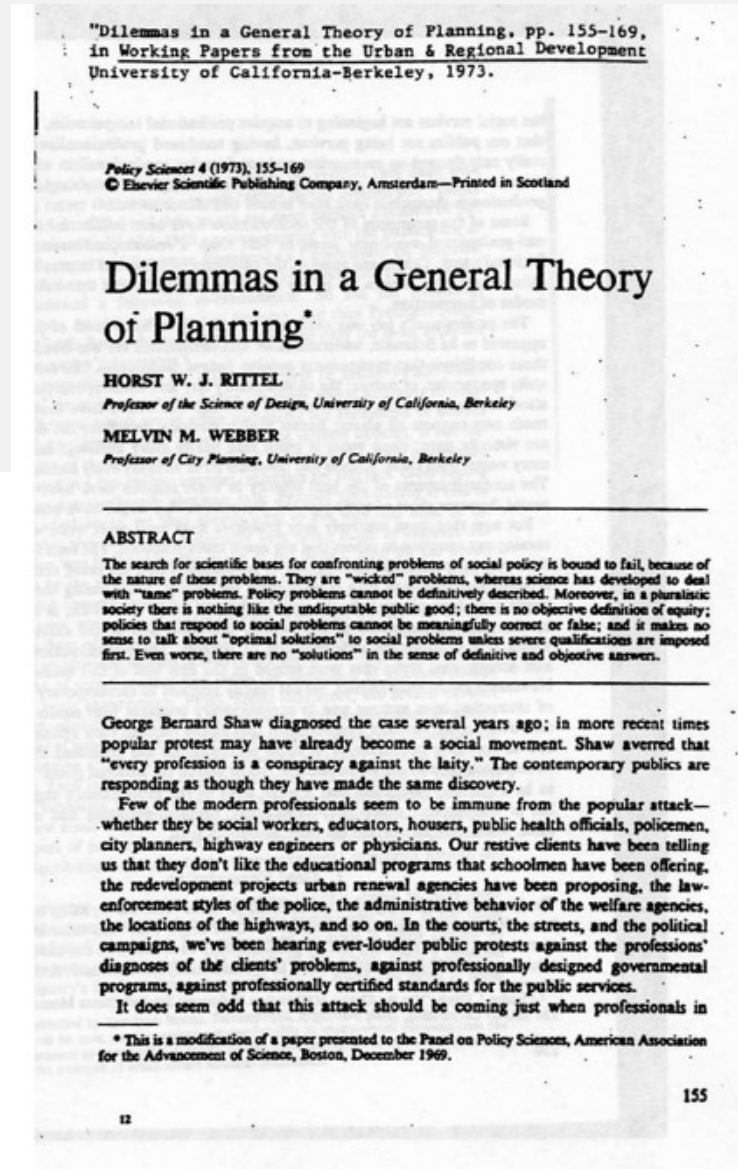 "Dilemmas in a General Theory of Planning, pp. 155-169,
in Working Papers from the Urban & Regional Development
University of California-Berkeley, 1973.
Policy Sciences 4 (1973), 155-169
© Elsevier Scientific Publishing Company, Amsterdam—Printed in Scotland
Dilemmas in a General Theory
of Planning*
HORST W. J. RITTEL
Professor of the Science of Design, University of California, Berkeley
MELVIN M. WEBBER
Professor of City Planning, University of California, Berkeley
ABSTRACT
The search for scientific bases for confronting problems of social policy is bound to fail, because of
the nature of these problems. They are "wicked" problems, whereas science has developed to deal
with "tame" problems. Policy problems cannot be definitively described. Moreover, in a pluralistic
society there is nothing like the undisputable public good; there is no objective definition of equity;
policies that respond to social problems cannot be meaningfully correct or false; and it makes no
sense to talk about "optimal solutions" to social problems unless severe qualifications are imposed
first. Even worse, there are no "solutions" in the sense of definitive and objective answers.
George Bernard Shaw diagnosed the case several years ago; in more recent times
popular protest may have already become a social movement. Shaw averred that
"every profession is a conspiracy against the laity." The contemporary publics are
responding as though they have made the same discovery.
Few of the modern professionals seem to be immune from the popular attack—
whether they be social workers, educators, housers, public health officials, policemen,
city planners, highway engineers or physicians. Our restive clients have been telling
us that they don't like the educational programs that schoolmen have been offering,
the redevelopment projects urban renewal agencies have been proposing, the law-
enforcement styles of the police, the administrative behavior of the welfare agencies,
the locations of the highways, and so on. In the courts, the streets, and the political
campaigns, we've been hearing ever-louder public protests against the professions'
diagnoses of the clients' problems, against professionally designed governmental
programs, against professionally certified standards for the public services.
It does seem odd that this attack should be coming just when professionals in
* This is a modification of a paper presented to the Panel on Policy Sciences, American Association
for the Advancement of Science, Boston, December 1969.
155
12